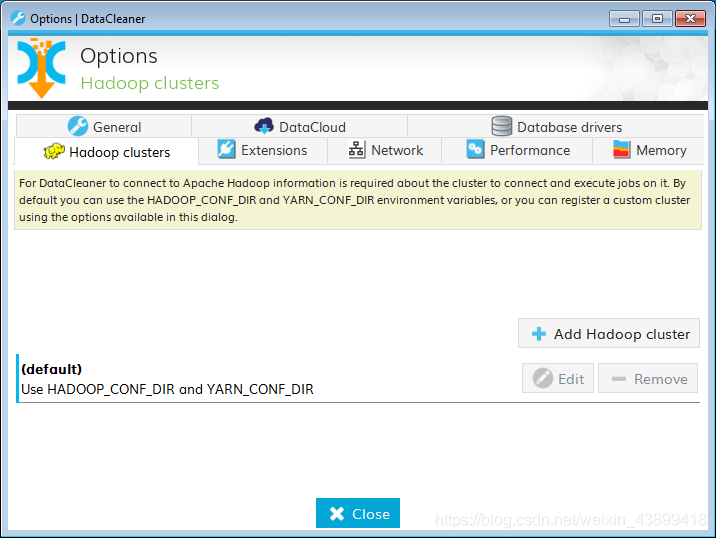 Options | DataCleaner
Options
Hadoop clusters
General
DataCloud
Database drivers
Hadoop clusters
Extensions
Network
Performance
Memory
For DataCleaner to connect to Apache Hadoop information is required about the cluster to connect and execute jobs on it. By
default you can use the HADOOP_CONF_DIR and YARN_CONF_DIR environment variables, or you can register a custom cluster
using the options available in this dialog.
Add Hadoop cluster
(default)
Use HADOOP_CONF_DIR and YARN_CONF_DIR
Edit
Remove
Close
https://blog.csdn.net/weixin_43899418